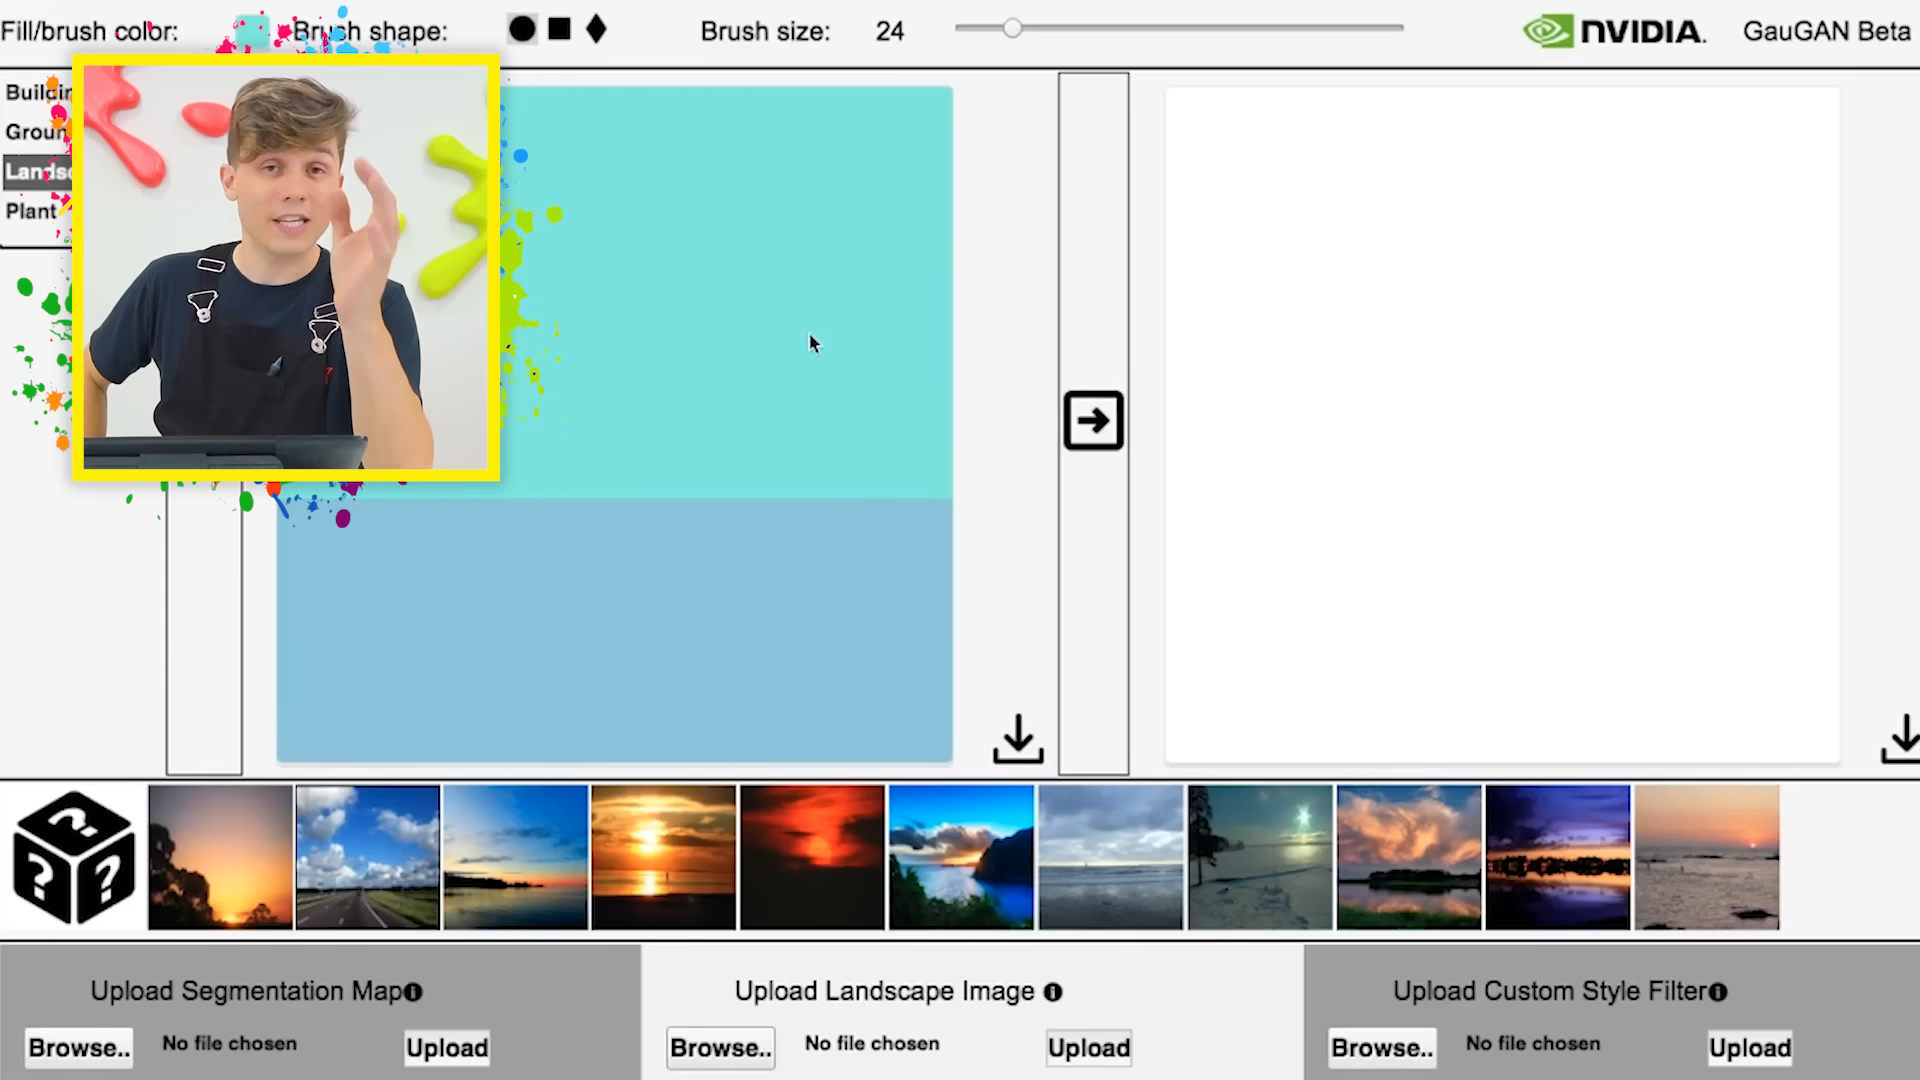 Fill/brush color:
Brush shape:
Brush size: 24
NVIDIA.
GauGAN Beta
Plant
Upload Segmentation Map
Browse..
No file chosen
Upload
Upload Landscape Image
Browse..
No file chosen
Upload
Upload Custom Style Filter
Browse..
No file chosen
Upload